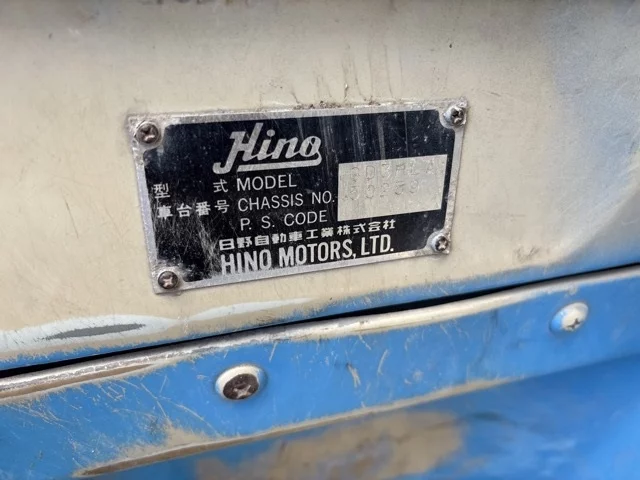 Hino
型 式 MODEL
車台番号 CHASSIS NO.
P. S. CODE
日野自動車工業株式会社
HINO MOTORS, LTD.